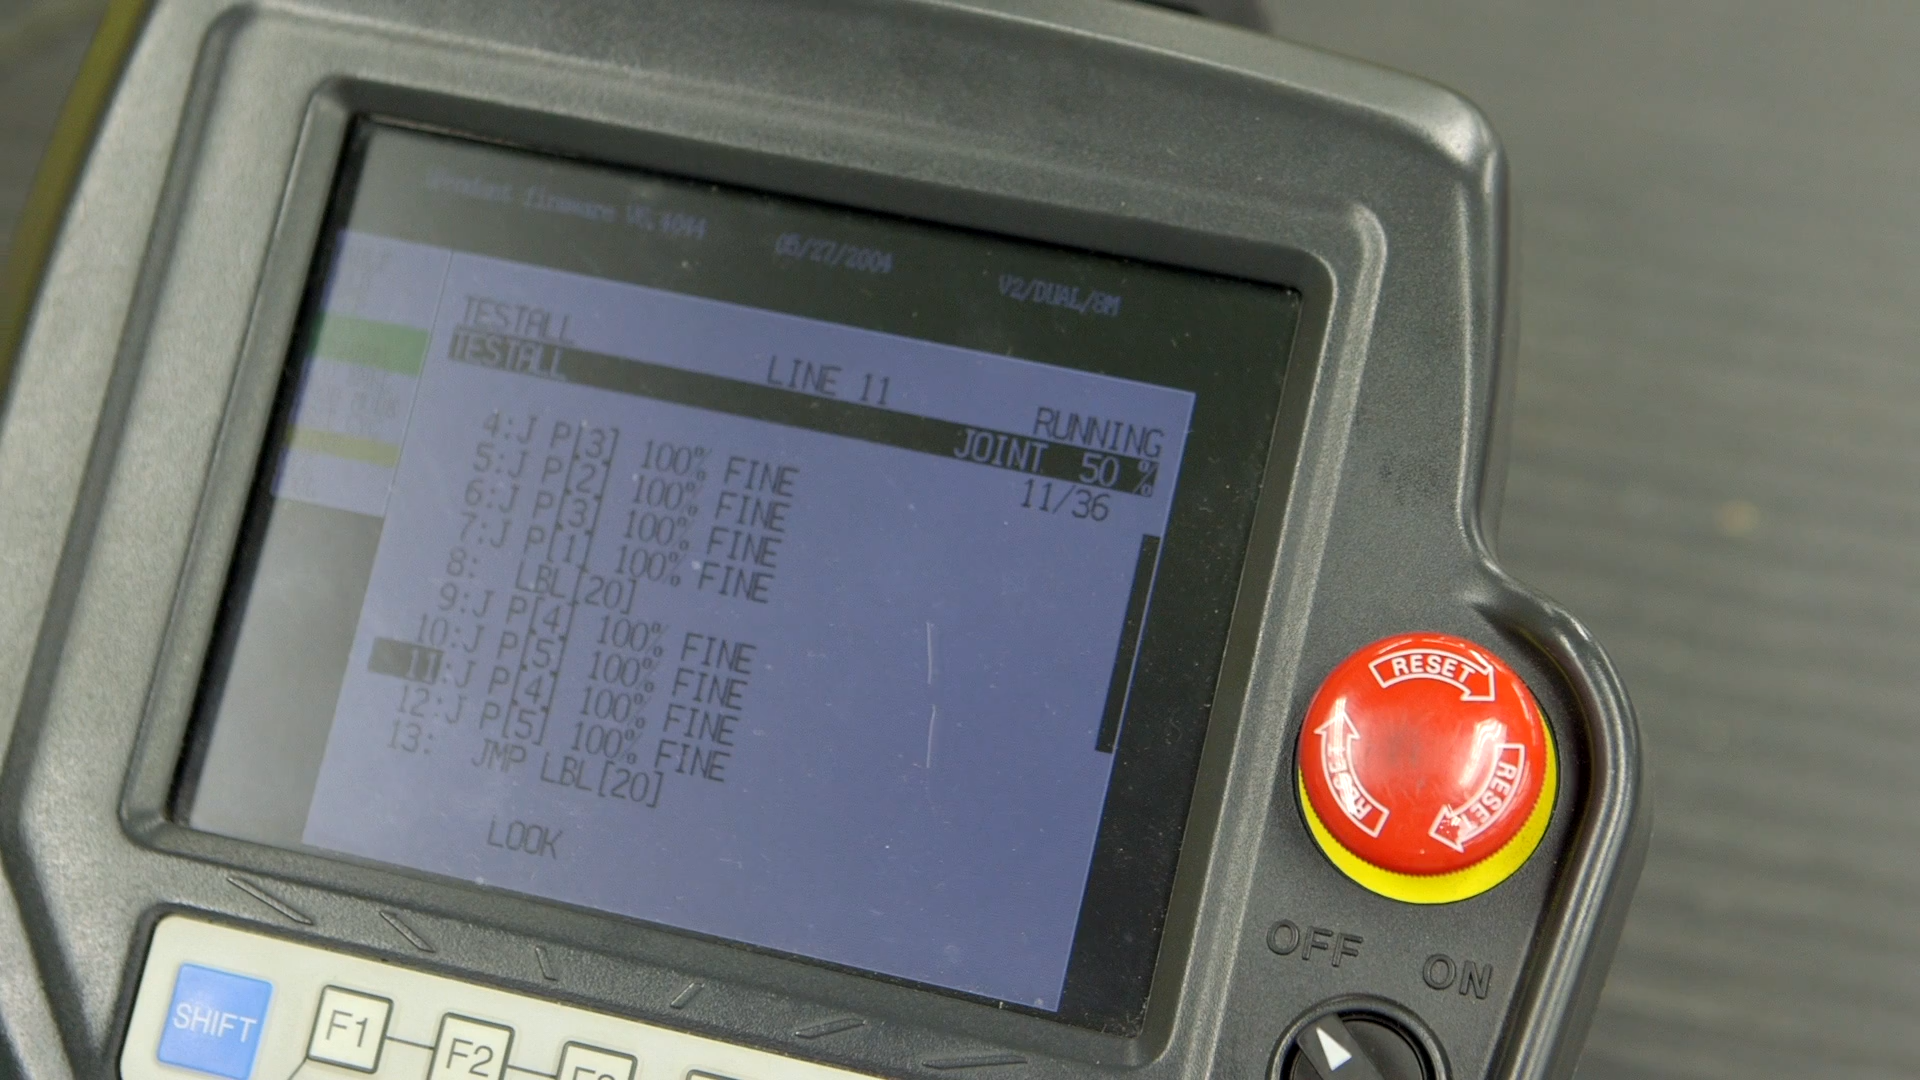 firmware
05/27/2004
V2/DUAL/8M
TESTALL
LINE 11
RUNNING
TESTALL
JOINT 50 %
11/36
4:J P[3] 100% FINE
5:J P[2] 100% FINE
6:J P[3] 100% FINE
7:J P[1] 100% FINE
8: LBL[20]
9:J P[4] 100% FINE
10:J P[5] 100% FINE
11:J P[4] 100% FINE
12:J P[5] 100% FINE
13: JMP LBL[20]
LOOK
RESET
RESET
RESET
OFF
ON
SHIFT
F1
F2